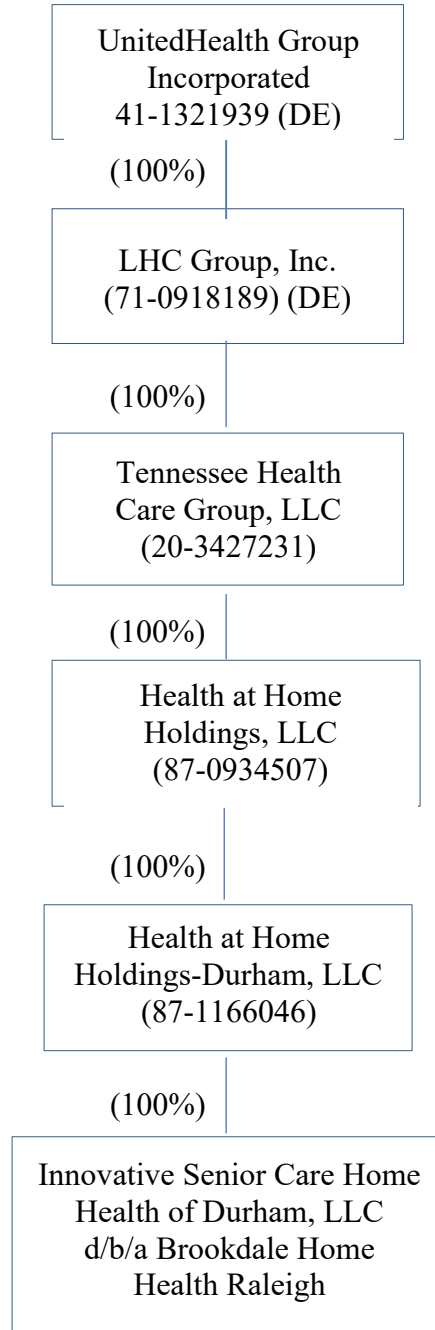 UnitedHealth Group
Incorporated
41-1321939 (DE)
(100%)
LHC Group, Inc.
(71-0918189) (DE)
(100%)
Tennessee Health
Care Group, LLC
(20-3427231)
(100%)
Health at Home
Holdings, LLC
(87-0934507)
(100%)
Health at Home
Holdings-Durham, LLC
(87-1166046)
(100%)
Innovative Senior Care Home
Health of Durham, LLC
d/b/a Brookdale Home
Health Raleigh